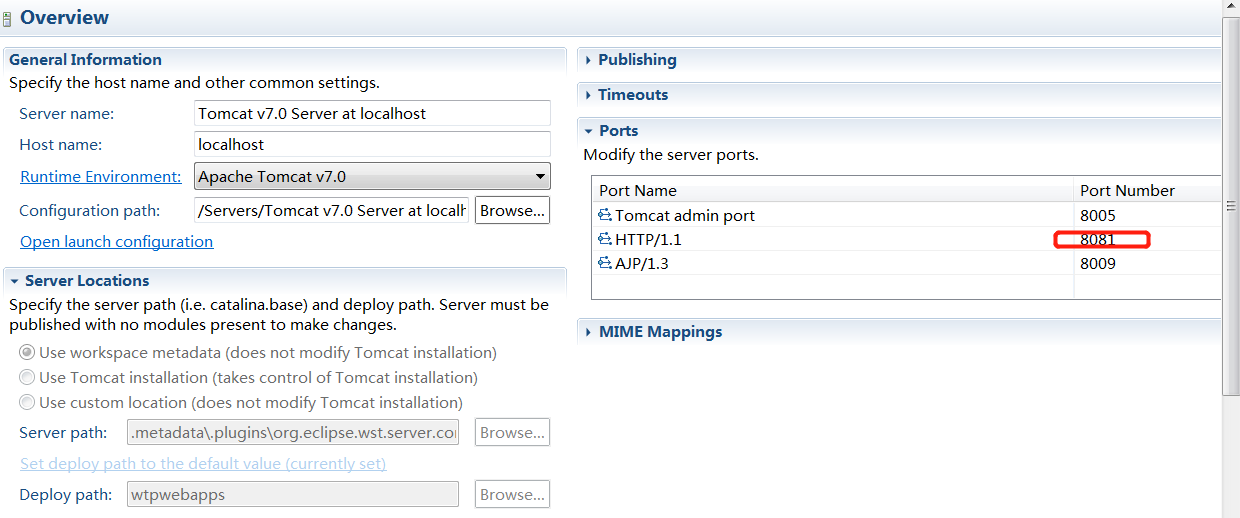 Overview
General Information
Specify the host name and other common settings.
Server name: Tomcat v7.0 Server at localhost
Host name: localhost
Runtime Environment: Apache Tomcat v7.0
Configuration path: /Servers/Tomcat v7.0 Server at localh Browse...
Open launch configuration
Server Locations
Specify the server path (i.e. catalina.base) and deploy path. Server must be
published with no modules present to make changes.
Use workspace metadata (does not modify Tomcat installation)
Use Tomcat installation (takes control of Tomcat installation)
Use custom location (does not modify Tomcat installation)
Server path: .metadata\.plugins\org.eclipse.wst.server.co Browse...
Set deploy path to the default value (currently set)
Deploy path: wtpwebapps Browse...
Publishing
Timeouts
Ports
Modify the server ports.
Port Name Port Number
Tomcat admin port 8005
HTTP/1.1 8081
AJP/1.3 8009
MIME Mappings